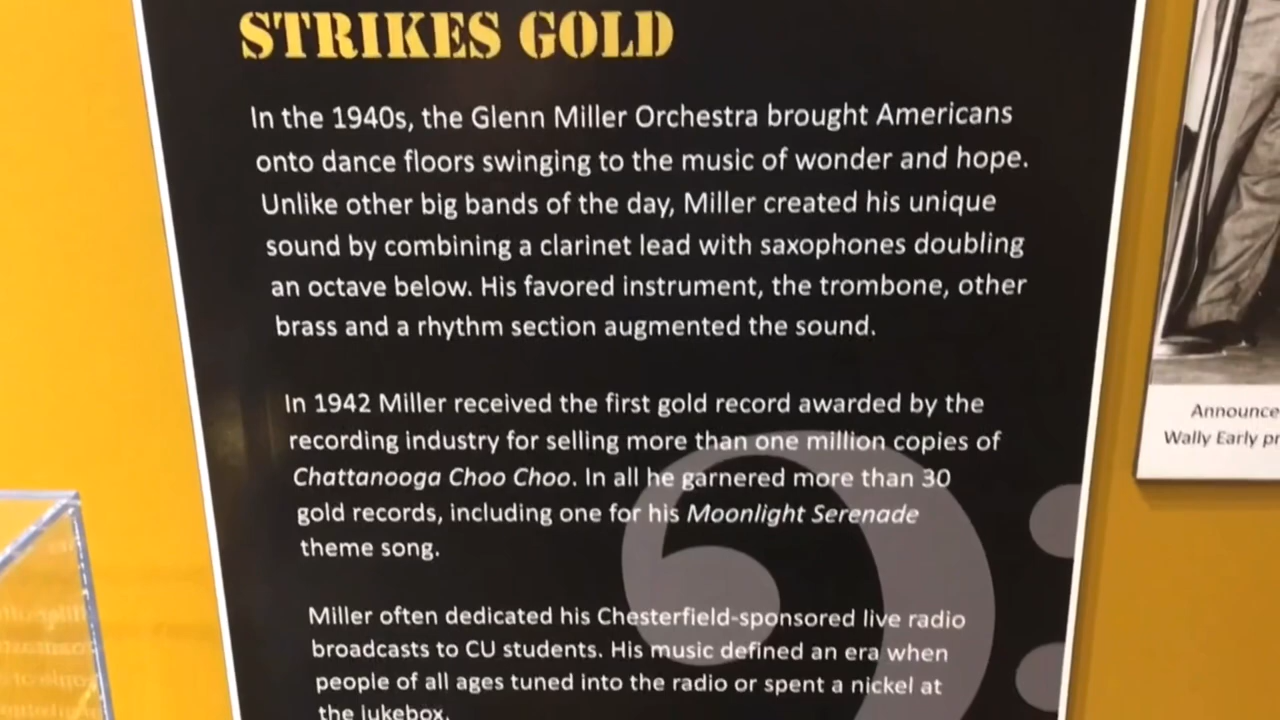 STRIKES GOLD
In the 1940s, the Glenn Miller Orchestra brought Americans
onto dance floors swinging to the music of wonder and hope.
Unlike other big bands of the day, Miller created his unique
sound by combining a clarinet lead with saxophones doubling
an octave below. His favored instrument, the trombone, other
brass and a rhythm section augmented the sound.
In 1942 Miller received the first gold record awarded by the
recording industry for selling more than one million copies of
Chattanooga Choo Choo. In all he garnered more than 30
gold records, including one for his Moonlight Serenade
theme song.
Miller often dedicated his Chesterfield-sponsored live radio
broadcasts to CU students. His music defined an era when
people of all ages tuned into the radio or spent a nickel at
the jukebox.
Announce
Wally Early pr